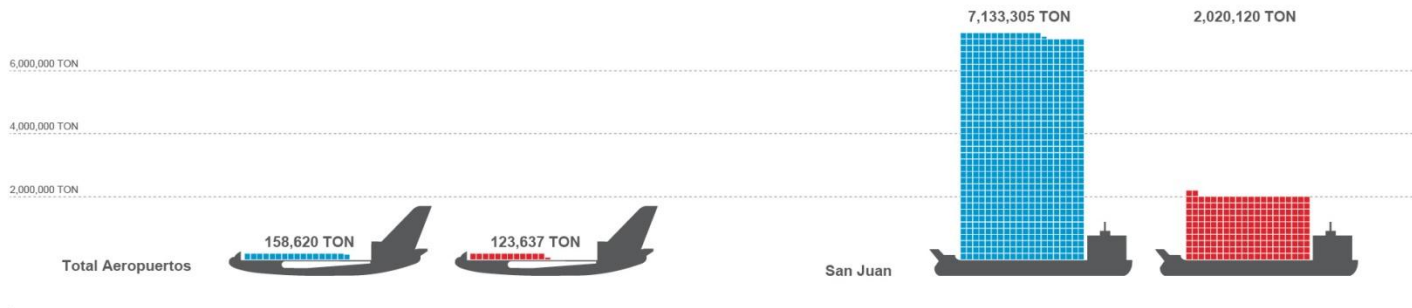 7,133,305 TON
2,020,120 TON
6,000,000 TON
4,000,000 TON
2,000,000 TON
158,620 TON
123,637 TON
Total Aeropuertos
San Juan